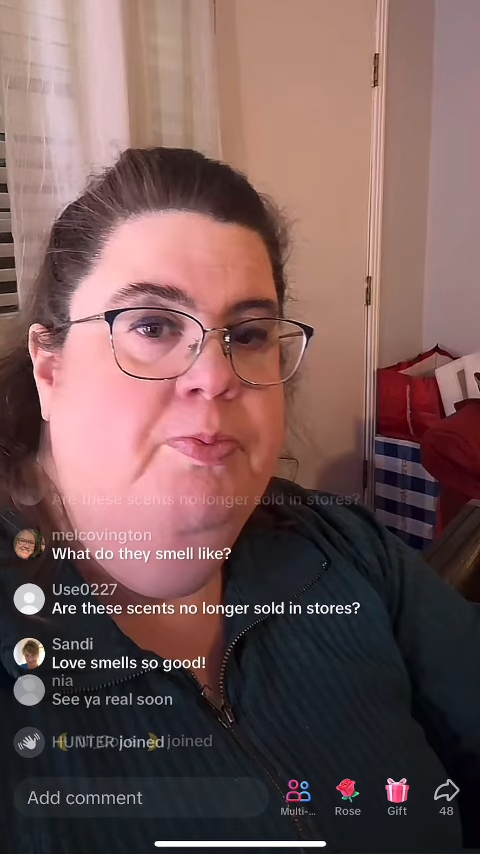 Are these scents no longer sold in stores?
melcovington
What do they smell like?
Use0227
Are these scents no longer sold in stores?
Sandi
Love smells so good!
nia
See ya real soon
HUNTER joined
joined
Add comment
Multi-...
Rose
Gift
48